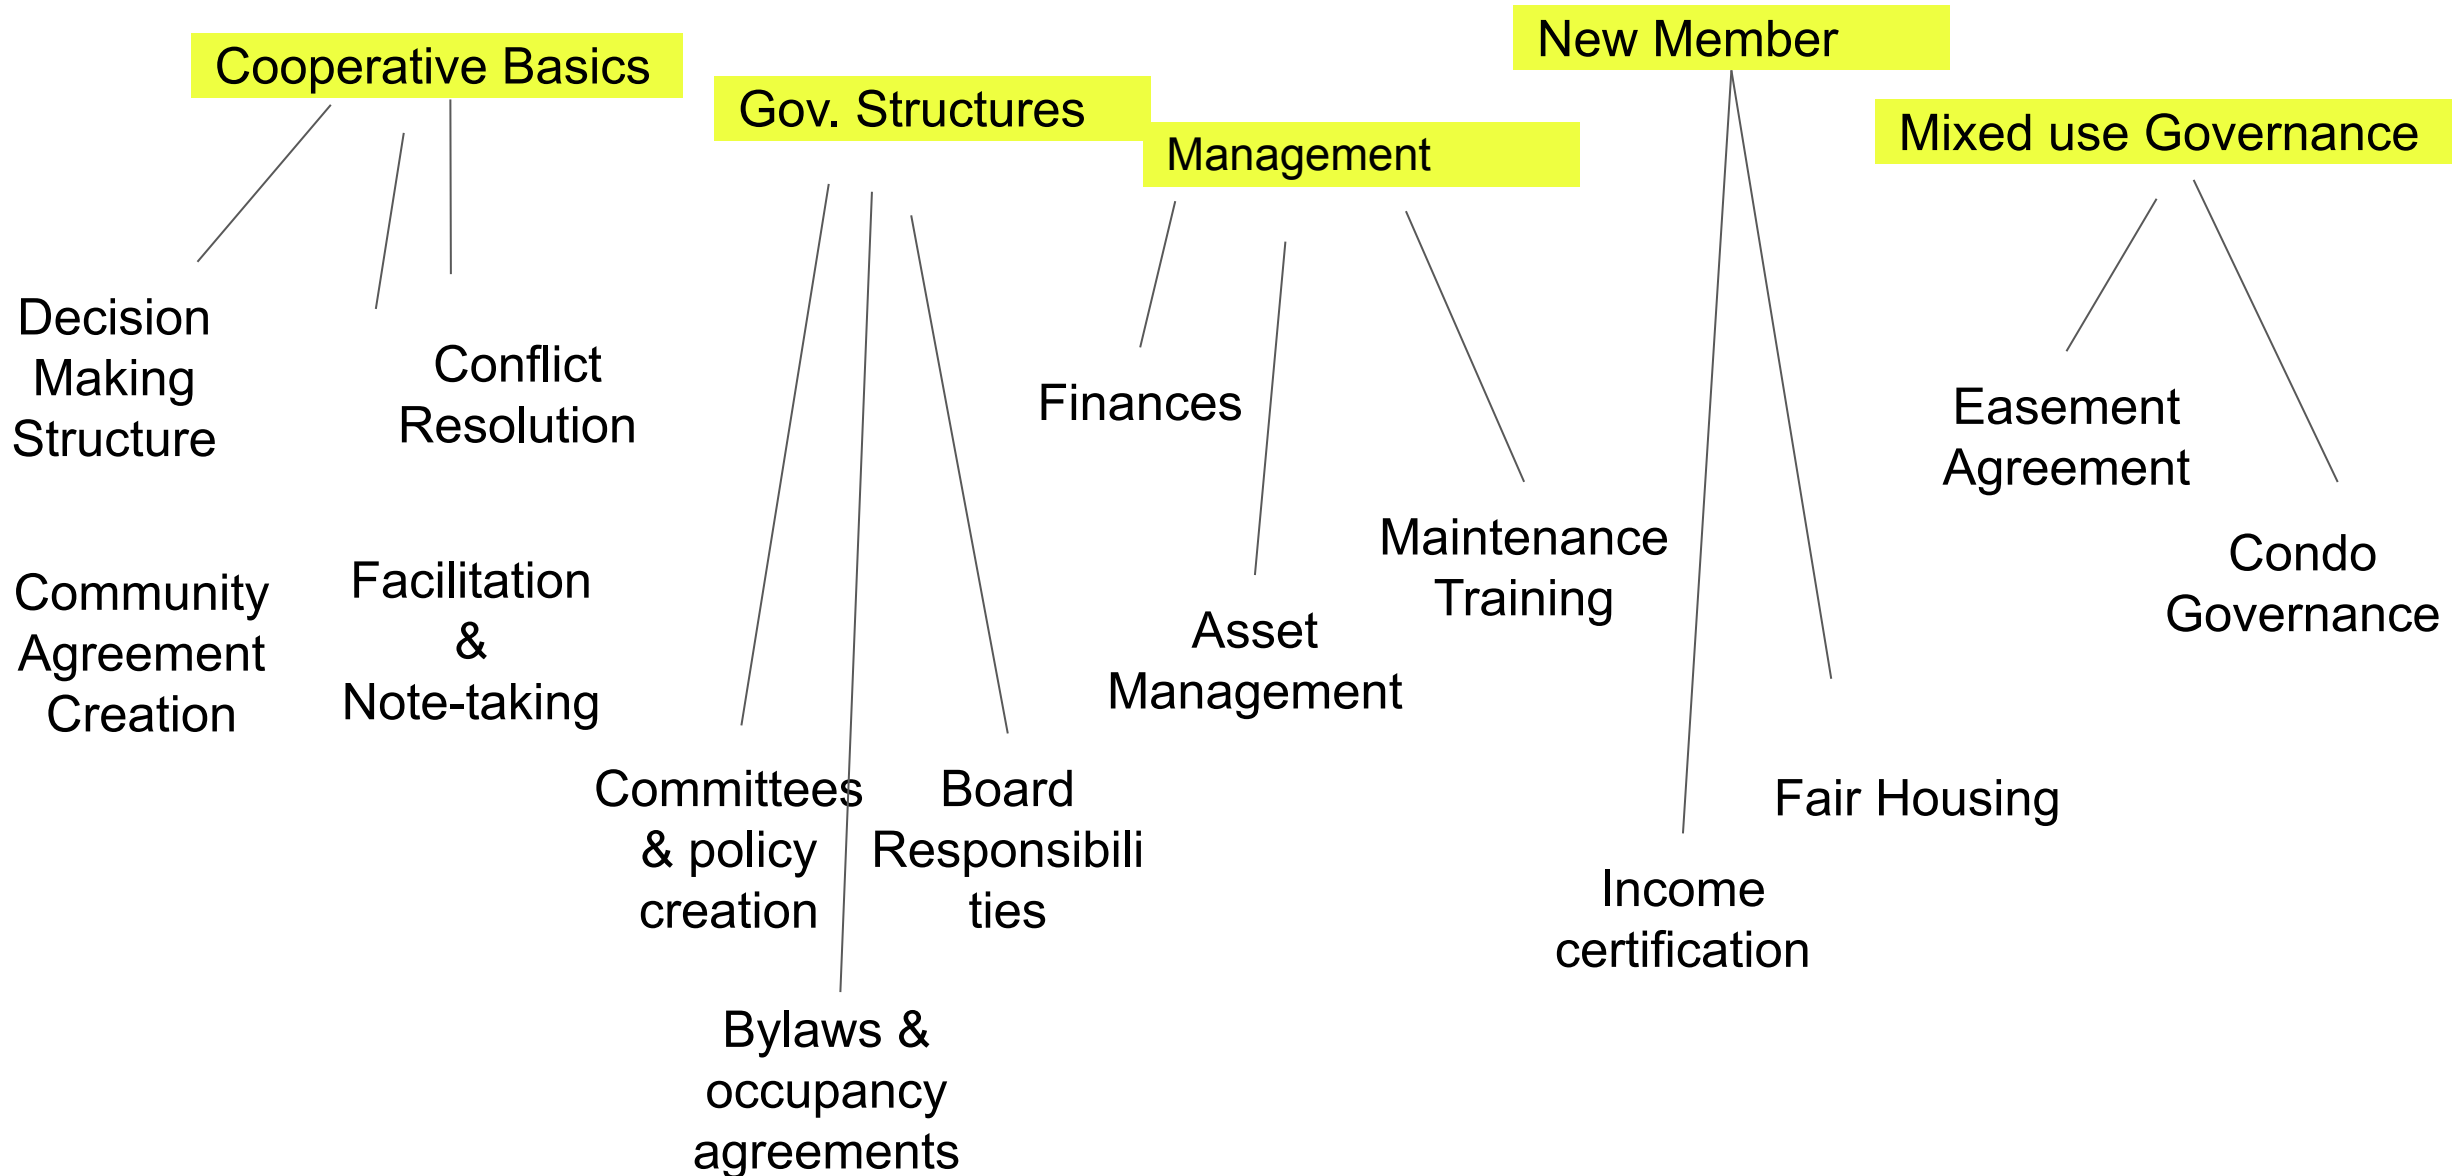 Cooperative Basics
Decision
Making
Structure
Conflict
Resolution
Community
Agreement
Creation
Facilitation
&
Note-taking
Gov. Structures
Committees
& policy
creation
Board
Responsibili
ties
Bylaws &
occupancy
agreements
Management
Finances
Asset
Management
Maintenance
Training
New Member
Income
certification
Fair Housing
Mixed use Governance
Easement
Agreement
Condo
Governance